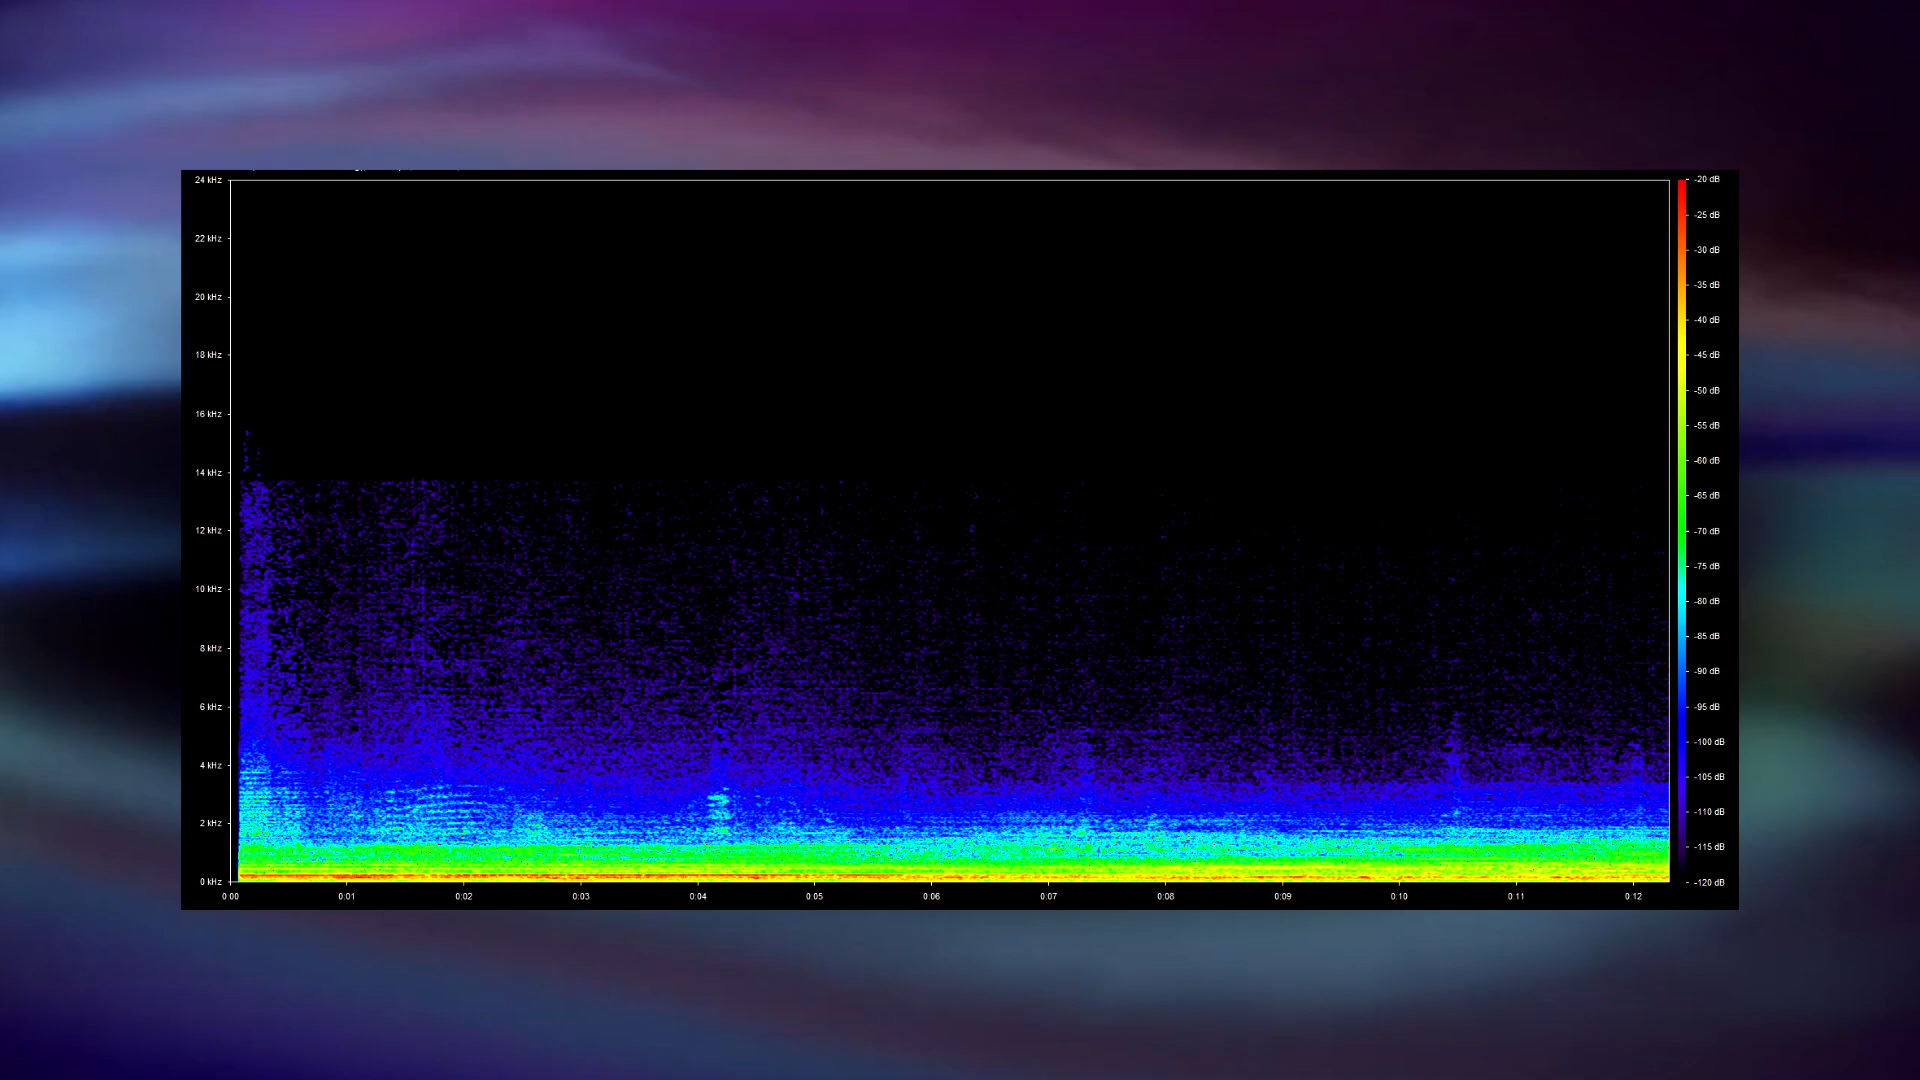 24 kHz
22 kHz
20 kHz
18 kHz
16 kHz
14 kHz
12 kHz
10 kHz
8 kHz
6 kHz
4 kHz
2 kHz
0 kHz
0:00 0:01 0:02 0:03 0:04 0:05 0:06 0:07 0:08 0:09 0:10 0:11 0:12
-20 dB
-25 dB
-30 dB
-35 dB
-40 dB
-45 dB
-50 dB
-55 dB
-60 dB
-65 dB
-70 dB
-75 dB
-80 dB
-85 dB
-90 dB
-95 dB
-100 dB
-105 dB
-110 dB
-115 dB
-120 dB